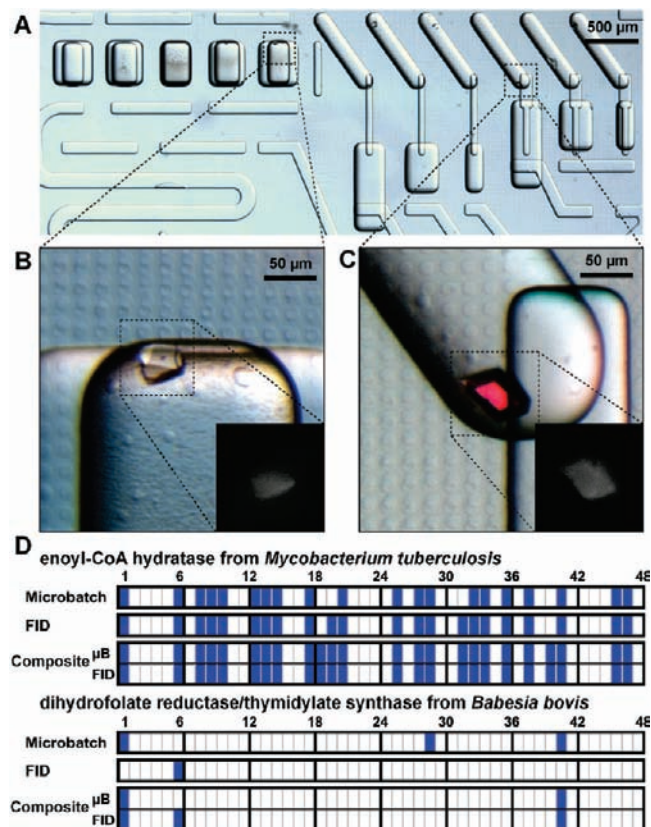 A
500 µm
B
50 µm
C
50 µm
D
enoyl-CoA hydratase from Mycobacterium tuberculosis
1 6 12 18 24 30 36 42 48
Microbatch
FID
Composite µB
FID
dihydrofolate reductase/thymidylate synthase from Babesia bovis
1 6 12 18 24 30 36 42 48
Microbatch
FID
Composite µB
FID